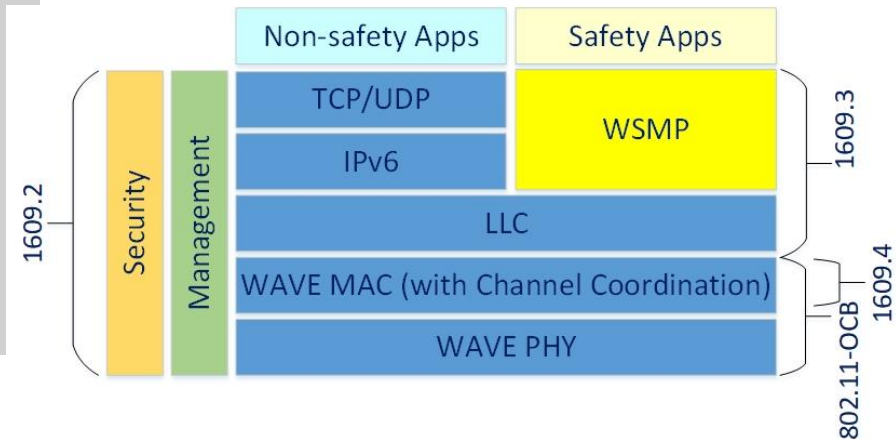 Non-safety Apps
Safety Apps
1609.2
Security
Management
TCP/UDP
WSMP
1609.3
IPv6
LLC
WAVE MAC (with Channel Coordination)
1609.4
WAVE PHY
802.11-OCB